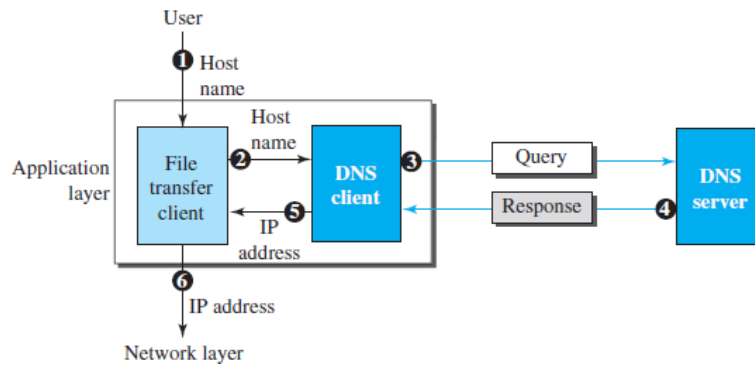 User
1 Host
name
Application
layer
File
transfer
client
Host
name
2
DNS
client
3
Query
DNS
server
4
Response
5
IP
address
6
IP address
Network layer